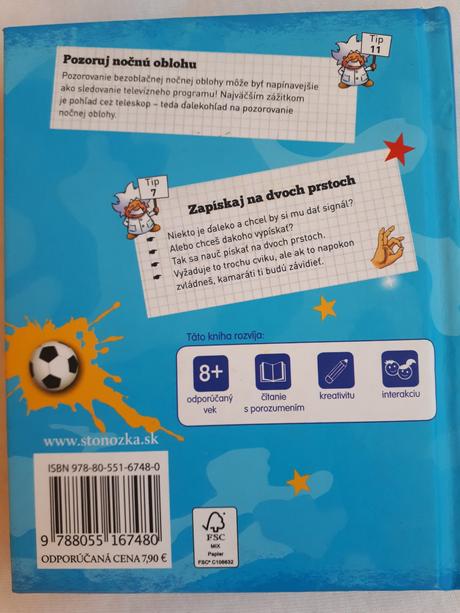 Tip
11
Pozoruj nočnú oblohu
Pozorovanie bezoblačnej nočnej oblohy môže byť napínavejšie
ako sledovanie televízneho programu! Najväčším zážitkom
je pohľad cez teleskop – teda ďalekohľad na pozorovanie
nočnej oblohy.
Tip
7
Zapískaj na dvoch prstoch
Niekto je ďaleko a chcel by si mu dať signál?
Alebo chceš dakoho vypískať?
Tak sa nauč pískať na dvoch prstoch.
Vyžaduje to trochu cviku, ale ak to napokon
zvládneš, kamaráti ti budú závidieť.
Táto kniha rozvíja:
8+
odporúčaný
vek
čítanie
s porozumením
kreativitu
interakciu
www.stonozka.sk
ISBN 978-80-551-6748-0
9 788055 167480
ODPORÚČANÁ CENA 7,90 €
FSC
MIX
Papier
FSC® C106632